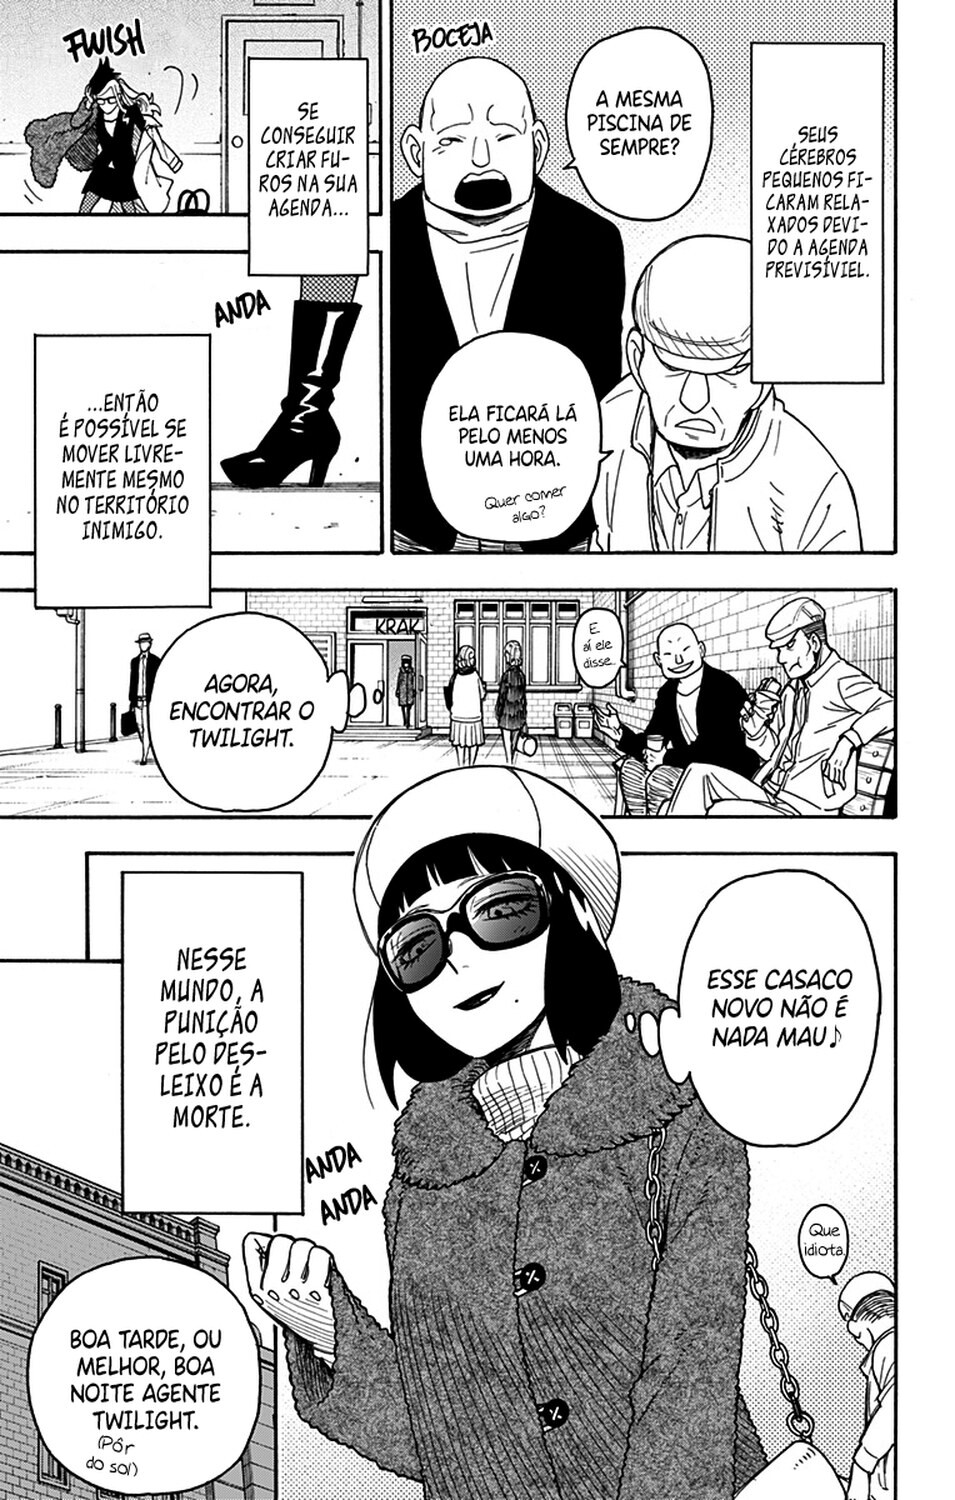 BOCEJA
A MESMA
PISCINA DE
SEMPRE?
SEUS
CÉREBROS
PEQUENOS FI-
CARAM RELA-
XADOS DEVI-
DO A AGENDA
PREVISÍVIEL.
ELA FICARÁ LÁ
PELO MENOS
UMA HORA.
Quer comer
algo?
FWISH
SE
CONSEGUIR
CRIAR FU-
ROS NA SUA
AGENDA...
ANDA
...ENTÃO
É POSSÍVEL SE
MOVER LIVRE-
MENTE MESMO
NO TERRITÓRIO
INIMIGO.
E
aí ele
disse...
KRAK
AGORA,
ENCONTRAR O
TWILIGHT.
ESSE CASACO
NOVO NÃO É
NADA MAU♪
NESSE
MUNDO, A
PUNIÇÃO
PELO DES-
LEIXO É A
MORTE.
ANDA
ANDA
Que
idiota.
BOA TARDE, OU
MELHOR, BOA
NOITE AGENTE
TWILIGHT.
(Pôr
do sol)